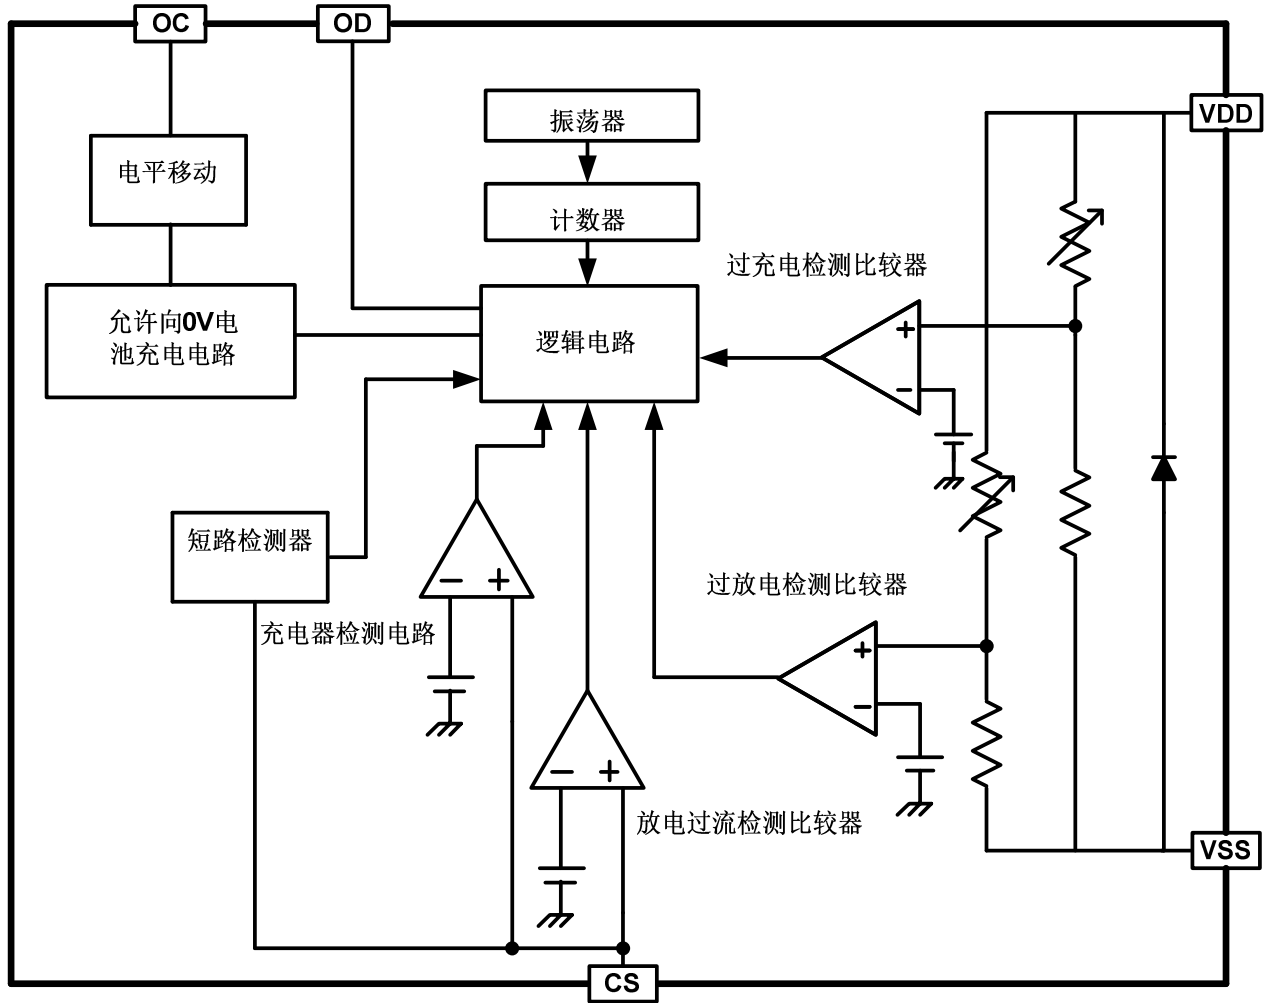 OC
OD
振荡器
VDD
电平移动
计数器
过充电检测比较器
允许向0V电
池充电电路
逻辑电路
+
−
短路检测器
− +
过放电检测比较器
充电器检测电路
+
−
− +
放电过流检测比较器
VSS
CS